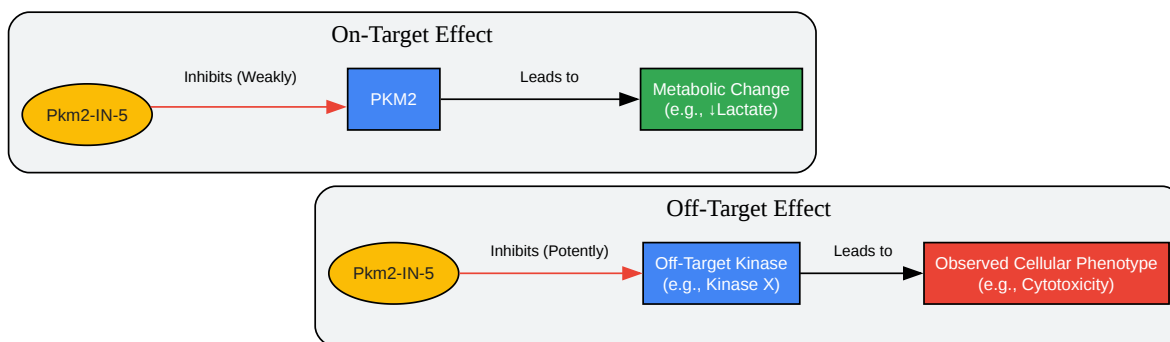 On-Target Effect
Pkm2-IN-5
Inhibits (Weakly)
PKM2
Leads to
Metabolic Change
(e.g., ↓Lactate)
Off-Target Effect
Pkm2-IN-5
Inhibits (Potently)
Off-Target Kinase
(e.g., Kinase X)
Leads to
Observed Cellular Phenotype
(e.g., Cytotoxicity)